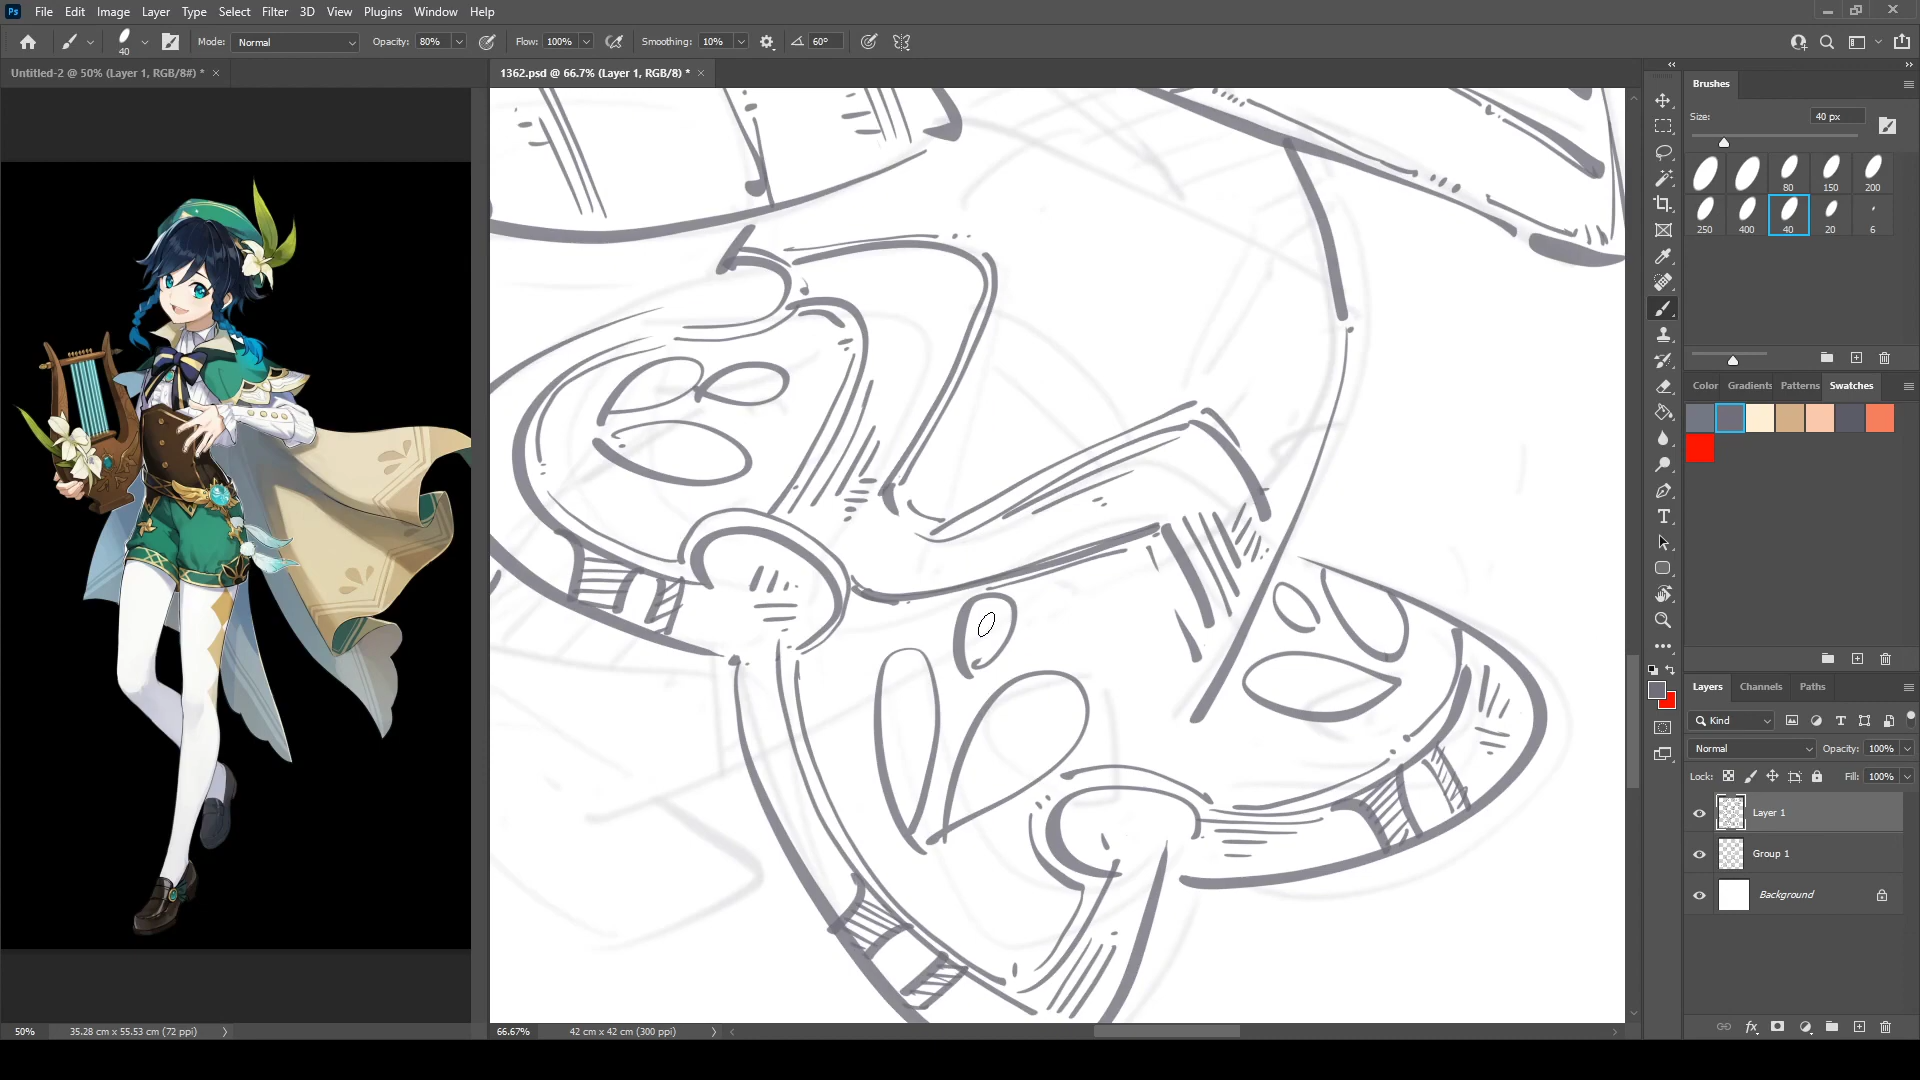 Ps File Edit Image Layer Type Select Filter 3D View Plugins Window Help
40 Mode: Normal Opacity: 80% Flow: 100% Smoothing: 10% 60°
Untitled-2 @ 50% (Layer 1, RGB/8#) * ×
1362.psd @ 66.7% (Layer 1, RGB/8) * ×
Brushes
Size: 40 px
80 150 200
250 400 40 20 6
Color Gradients Patterns Swatches
Layers Channels Paths
Kind
Normal Opacity: 100%
Lock: Fill: 100%
Layer 1
Group 1
Background
50% 35.28 cm x 55.53 cm (72 ppi)
66.67% 42 cm x 42 cm (300 ppi)